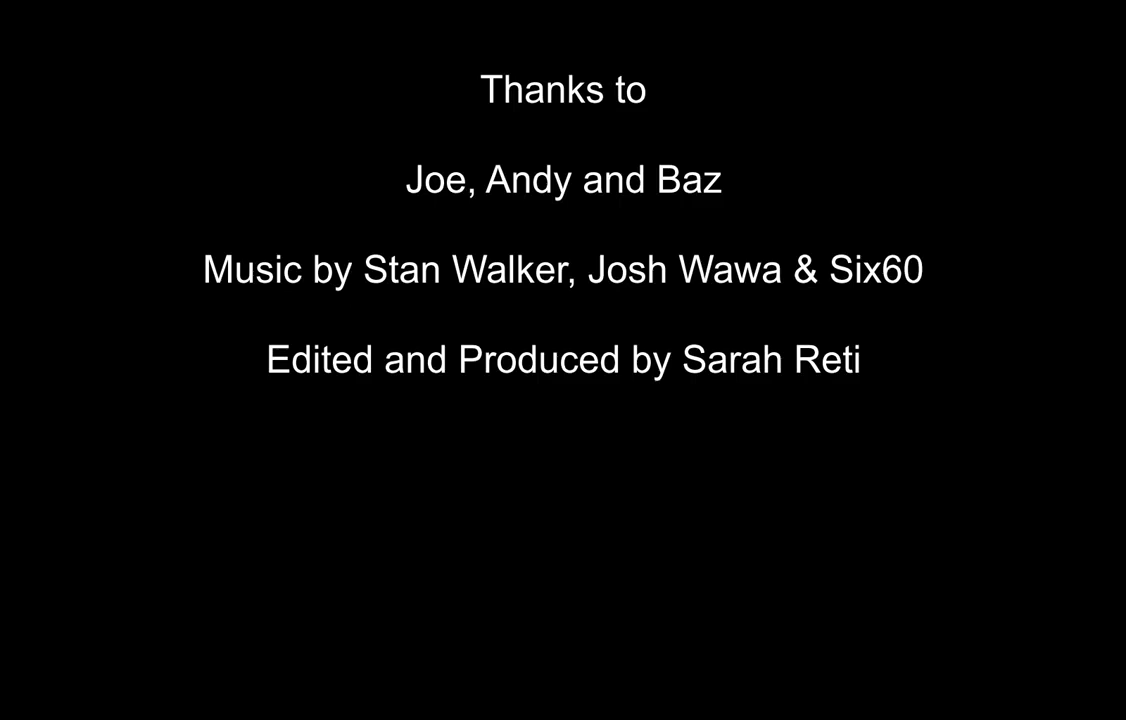 Thanks to
Joe, Andy and Baz
Music by Stan Walker, Josh Wawa & Six60
Edited and Produced by Sarah Reti